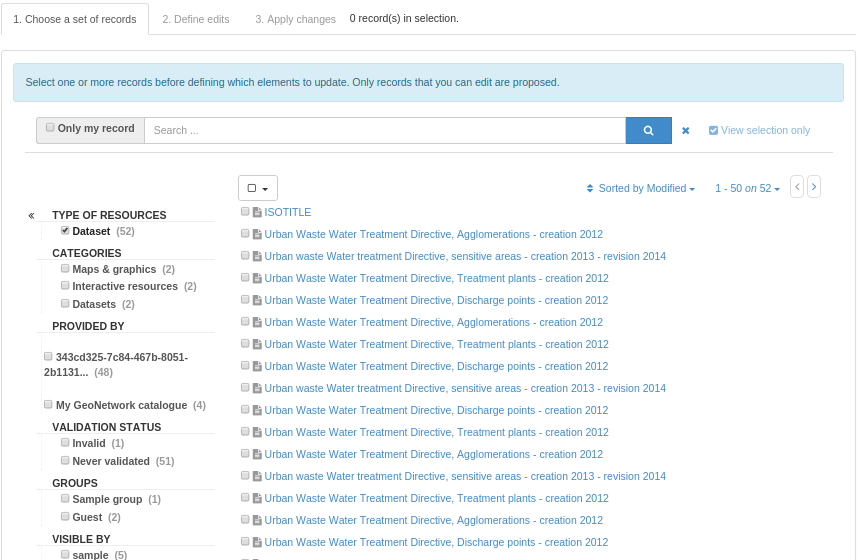 1. Choose a set of records 2. Define edits 3. Apply changes 0 record(s) in selection.
Select one or more records before defining which elements to update. Only records that you can edit are proposed.
Only my record Search ... View selection only
Sorted by Modified 1 - 50 on 52
TYPE OF RESOURCES
Dataset (52)
CATEGORIES
Maps & graphics (2)
Interactive resources (2)
Datasets (2)
PROVIDED BY
343cd325-7c84-467b-8051-
2b1131... (48)
My GeoNetwork catalogue (4)
VALIDATION STATUS
Invalid (1)
Never validated (51)
GROUPS
Sample group (1)
Guest (2)
VISIBLE BY
sample (5)
ISOTITLE
Urban Waste Water Treatment Directive, Agglomerations - creation 2012
Urban waste Water treatment Directive, sensitive areas - creation 2013 - revision 2014
Urban Waste Water Treatment Directive, Treatment plants - creation 2012
Urban Waste Water Treatment Directive, Discharge points - creation 2012
Urban Waste Water Treatment Directive, Agglomerations - creation 2012
Urban Waste Water Treatment Directive, Treatment plants - creation 2012
Urban Waste Water Treatment Directive, Discharge points - creation 2012
Urban waste Water treatment Directive, sensitive areas - creation 2013 - revision 2014
Urban Waste Water Treatment Directive, Discharge points - creation 2012
Urban Waste Water Treatment Directive, Treatment plants - creation 2012
Urban Waste Water Treatment Directive, Agglomerations - creation 2012
Urban waste Water treatment Directive, sensitive areas - creation 2013 - revision 2014
Urban Waste Water Treatment Directive, Treatment plants - creation 2012
Urban Waste Water Treatment Directive, Agglomerations - creation 2012
Urban Waste Water Treatment Directive, Discharge points - creation 2012